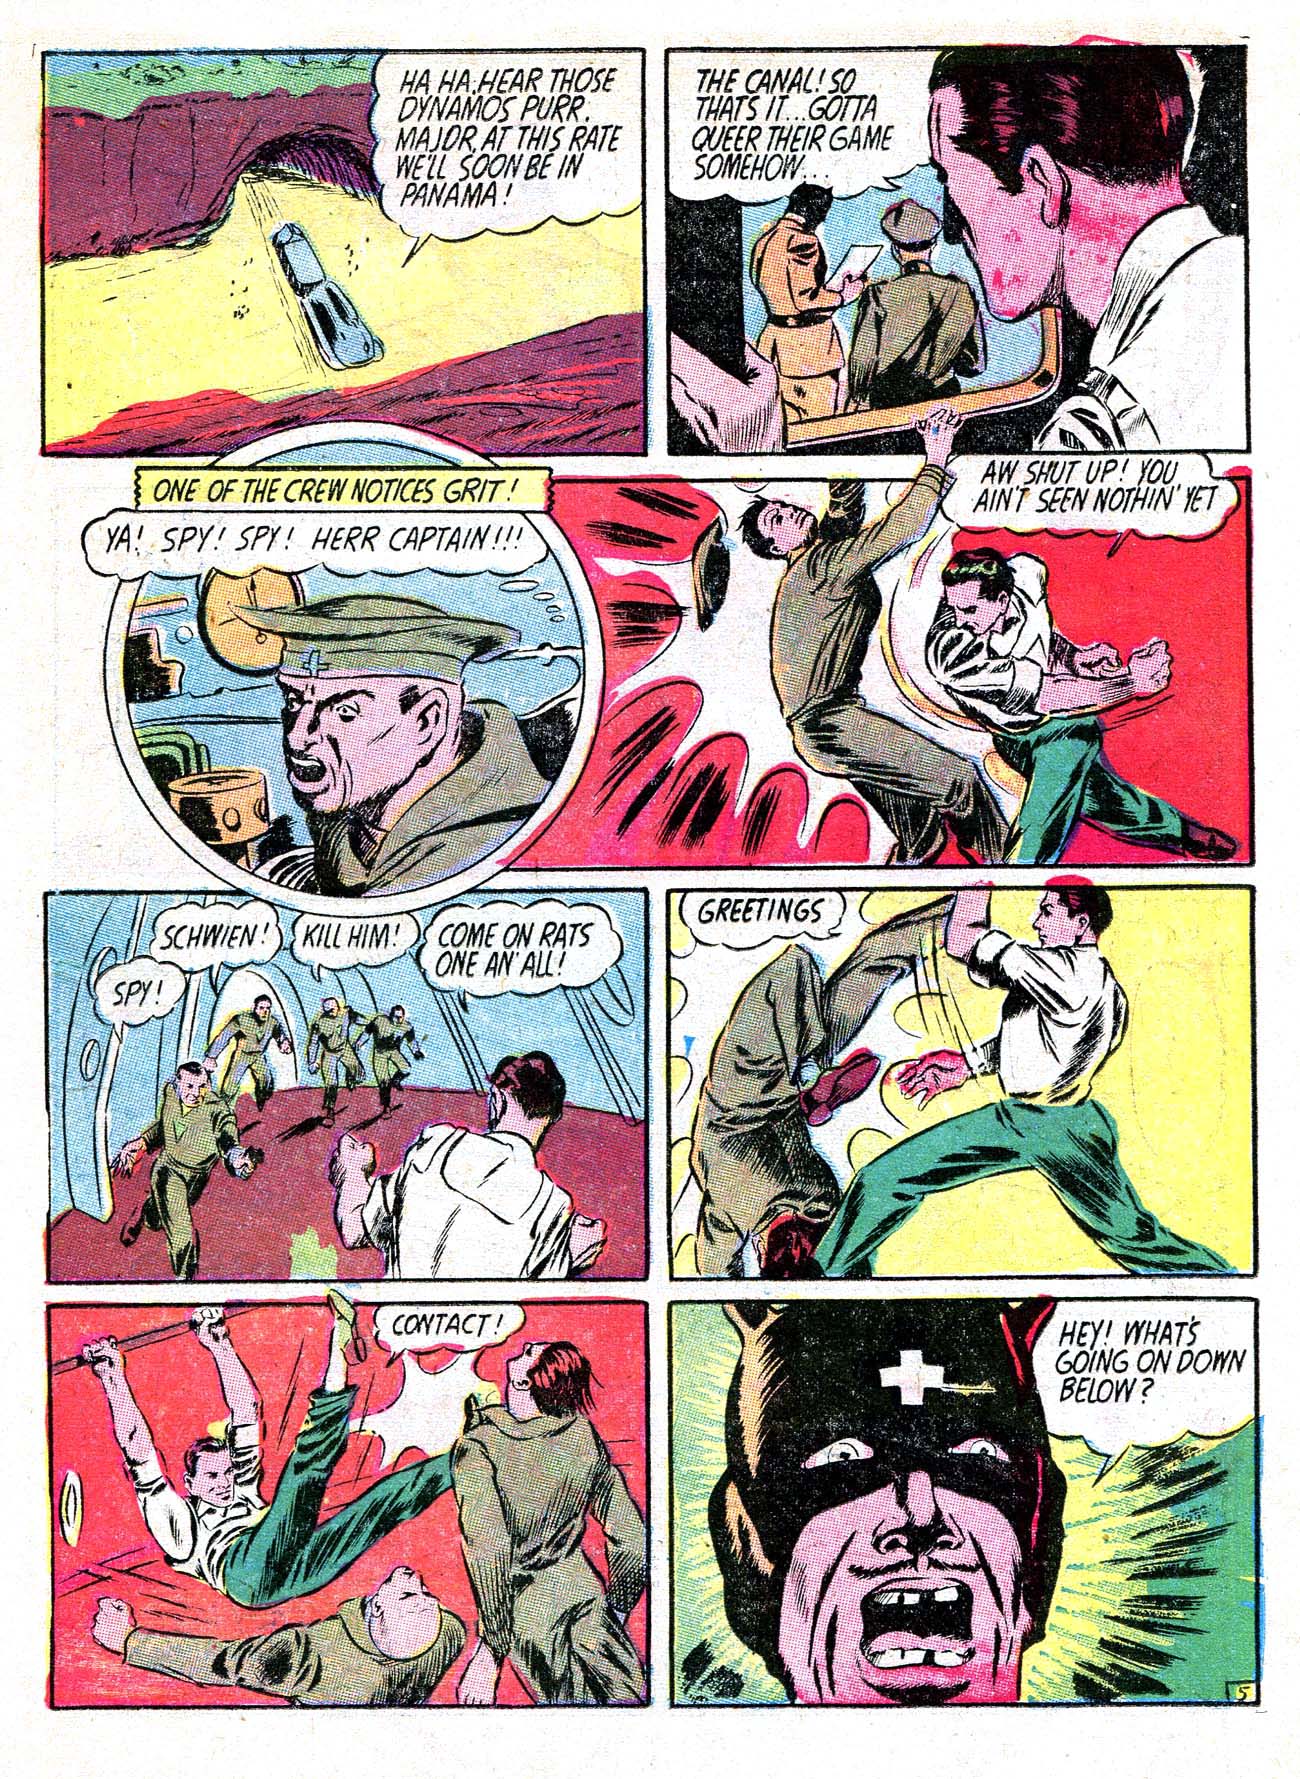 HA HA. HEAR THOSE
DYNAMOS PURR.
MAJOR, AT THIS RATE
WE'LL SOON BE IN
PANAMA!
THE CANAL! SO
THATS IT...GOTTA
QUEER THEIR GAME
SOMEHOW...
ONE OF THE CREW NOTICES GRIT!
YA! SPY! SPY! HERR CAPTAIN!!!
AW SHUT UP! YOU
AIN'T SEEN NOTHIN' YET
SPY!
SCHWIEN!
KILL HIM!
COME ON RATS
ONE AN' ALL!
GREETINGS
CONTACT!
HEY! WHAT'S
GOING ON DOWN
BELOW?
5